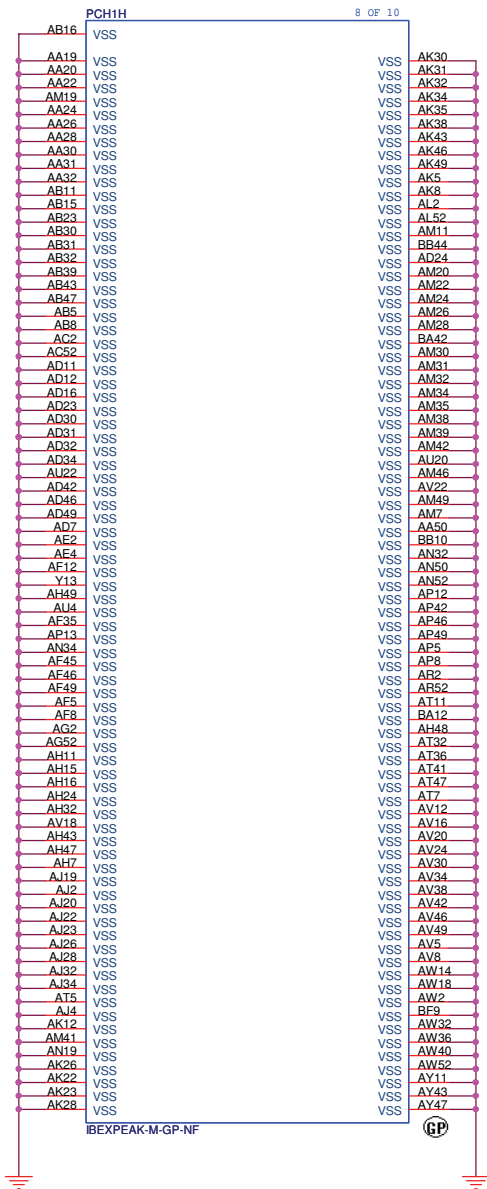 PCH1H 8 OF 10
AB16 VSS
AA19 VSS VSS AK30
AA20 VSS VSS AK31
AA22 VSS VSS AK32
AM19 VSS VSS AK34
AA24 VSS VSS AK35
AA26 VSS VSS AK38
AA28 VSS VSS AK43
AA30 VSS VSS AK46
AA31 VSS VSS AK49
AA32 VSS VSS AK5
AB11 VSS VSS AK8
AB15 VSS VSS AL2
AB23 VSS VSS AL52
AB30 VSS VSS AM11
AB31 VSS VSS BB44
AB32 VSS VSS AD24
AB39 VSS VSS AM20
AB43 VSS VSS AM22
AB47 VSS VSS AM24
AB5 VSS VSS AM26
AB8 VSS VSS AM28
AC2 VSS VSS BA42
AC52 VSS VSS AM30
AD11 VSS VSS AM31
AD12 VSS VSS AM32
AD16 VSS VSS AM34
AD23 VSS VSS AM35
AD30 VSS VSS AM38
AD31 VSS VSS AM39
AD32 VSS VSS AM42
AD34 VSS VSS AU20
AU22 VSS VSS AM46
AD42 VSS VSS AV22
AD46 VSS VSS AM49
AD49 VSS VSS AM7
AD7 VSS VSS AA50
AE2 VSS VSS BB10
AE4 VSS VSS AN32
AF12 VSS VSS AN50
Y13 VSS VSS AN52
AH49 VSS VSS AP12
AU4 VSS VSS AP42
AF35 VSS VSS AP46
AP13 VSS VSS AP49
AN34 VSS VSS AP5
AF45 VSS VSS AP8
AF46 VSS VSS AR2
AF49 VSS VSS AR52
AF5 VSS VSS AT11
AF8 VSS VSS BA12
AG2 VSS VSS AH48
AG52 VSS VSS AT32
AH11 VSS VSS AT36
AH15 VSS VSS AT41
AH16 VSS VSS AT47
AH24 VSS VSS AT7
AH32 VSS VSS AV12
AV18 VSS VSS AV16
AH43 VSS VSS AV20
AH47 VSS VSS AV24
AH7 VSS VSS AV30
AJ19 VSS VSS AV34
AJ2 VSS VSS AV38
AJ20 VSS VSS AV42
AJ22 VSS VSS AV46
AJ23 VSS VSS AV49
AJ26 VSS VSS AV5
AJ28 VSS VSS AV8
AJ32 VSS VSS AW14
AJ34 VSS VSS AW18
AT5 VSS VSS AW2
AJ4 VSS VSS BF9
AK12 VSS VSS AW32
AM41 VSS VSS AW36
AN19 VSS VSS AW40
AK26 VSS VSS AW52
AK22 VSS VSS AY11
AK23 VSS VSS AY43
AK28 VSS VSS AY47
IBEXPEAK-M-GP-NF GP